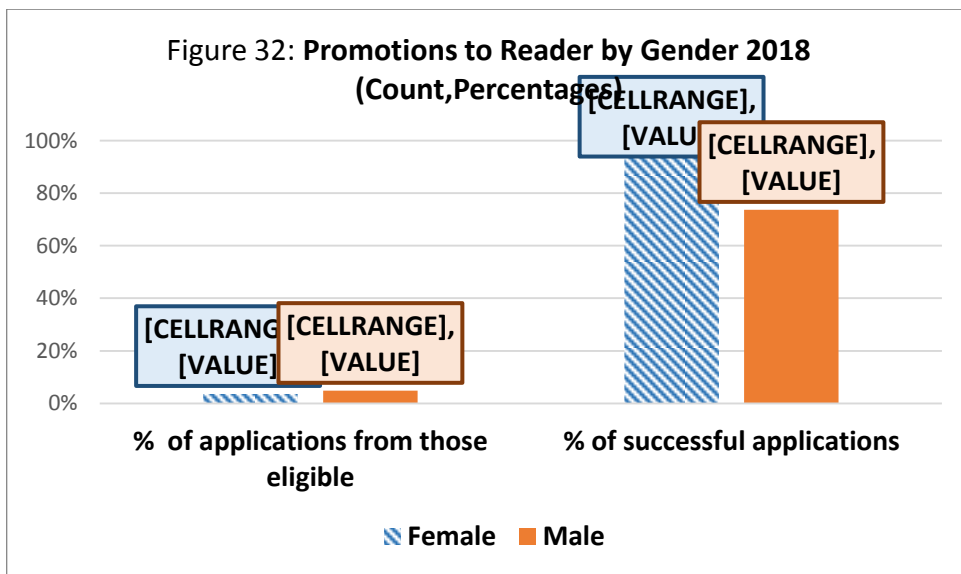 Figure 32: Promotions to Reader by Gender 2018
(Count,Percentages)
[CELLRANGE],
[VALUE]
[CELLRANGE],
[VALUE]
100%
80%
60%
40%
20%
0%
[CELLRANGE],
[VALUE]
[CELLRANGE],
[VALUE]
% of applications from those
eligible
% of successful applications
Female
Male